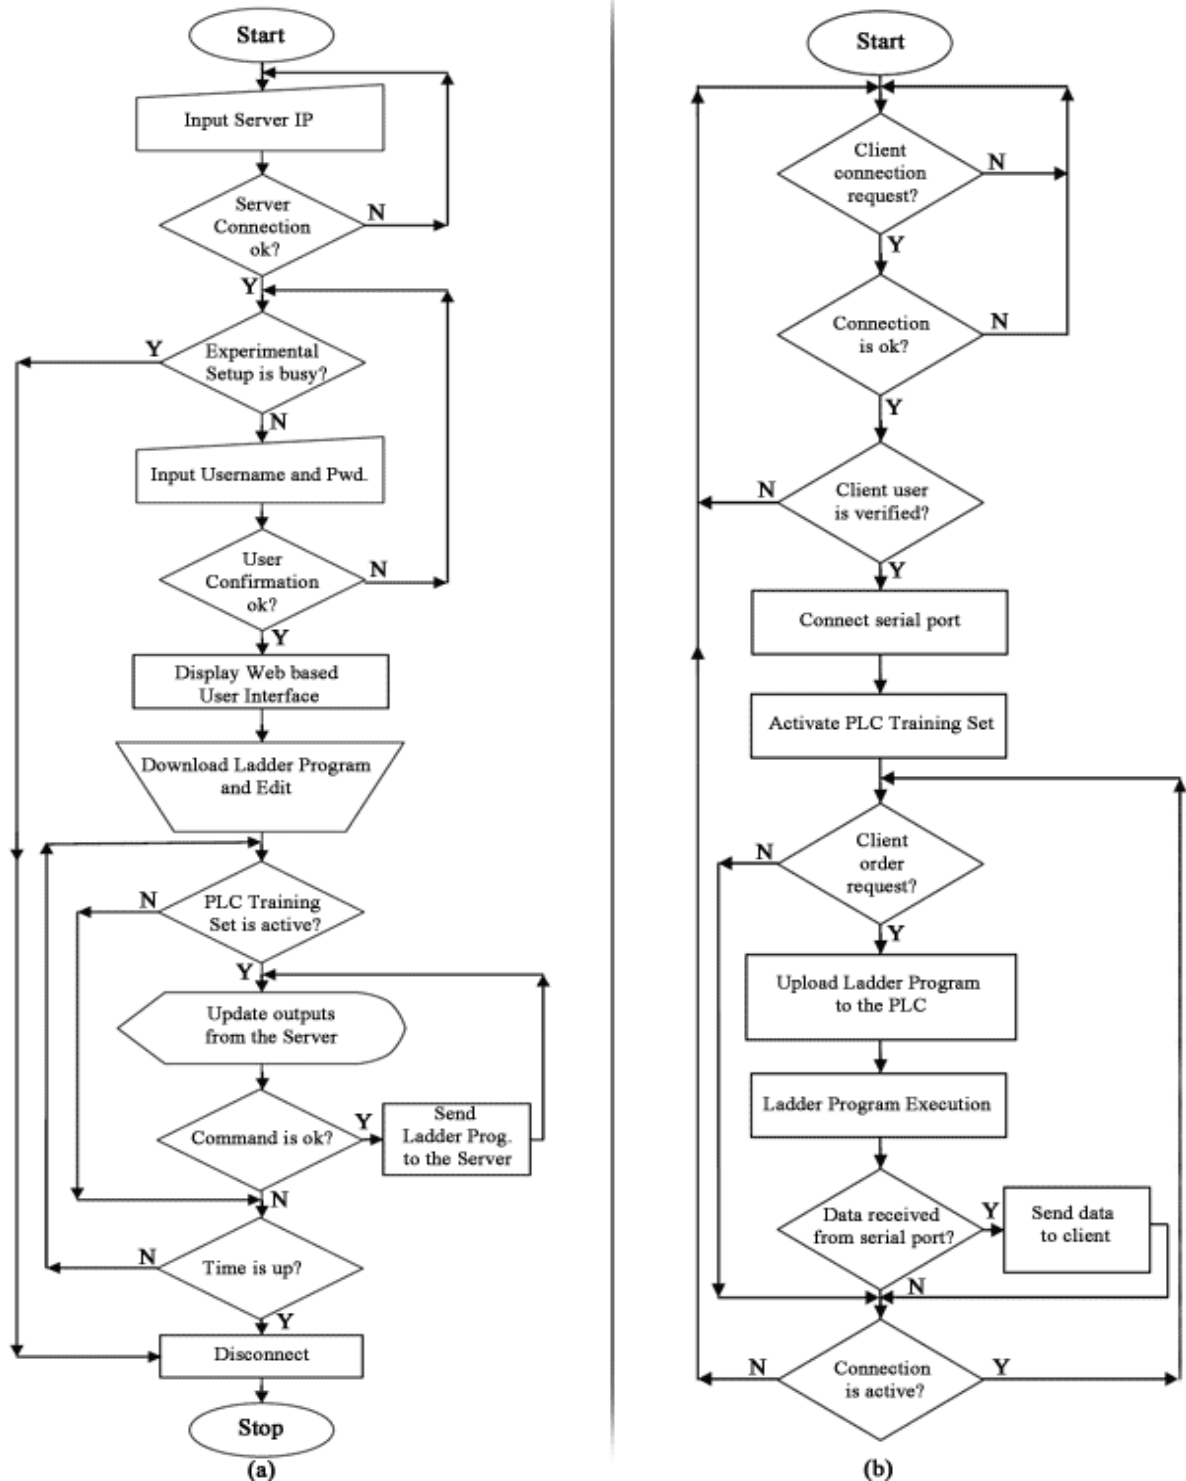 Start
Input Server IP
Server
Connection
ok?
N
Y
Experimental
Setup is busy?
Y
N
Input Username and Pwd.
User
Confirmation
ok?
N
Y
Display Web based
User Interface
Download Ladder Program
and Edit
PLC Training
Set is active?
N
Y
Update outputs
from the Server
Command is ok?
Y
Send
Ladder Prog.
to the Server
N
Time is up?
N
Y
Disconnect
Stop
(a)
Start
Client
connection
request?
N
Y
Connection
is ok?
N
Y
Client user
is verified?
N
Y
Connect serial port
Activate PLC Training Set
Client
order
request?
N
Y
Upload Ladder Program
to the PLC
Ladder Program Execution
Data received
from serial port?
Y
Send data
to client
N
Connection
is active?
N
Y
(b)